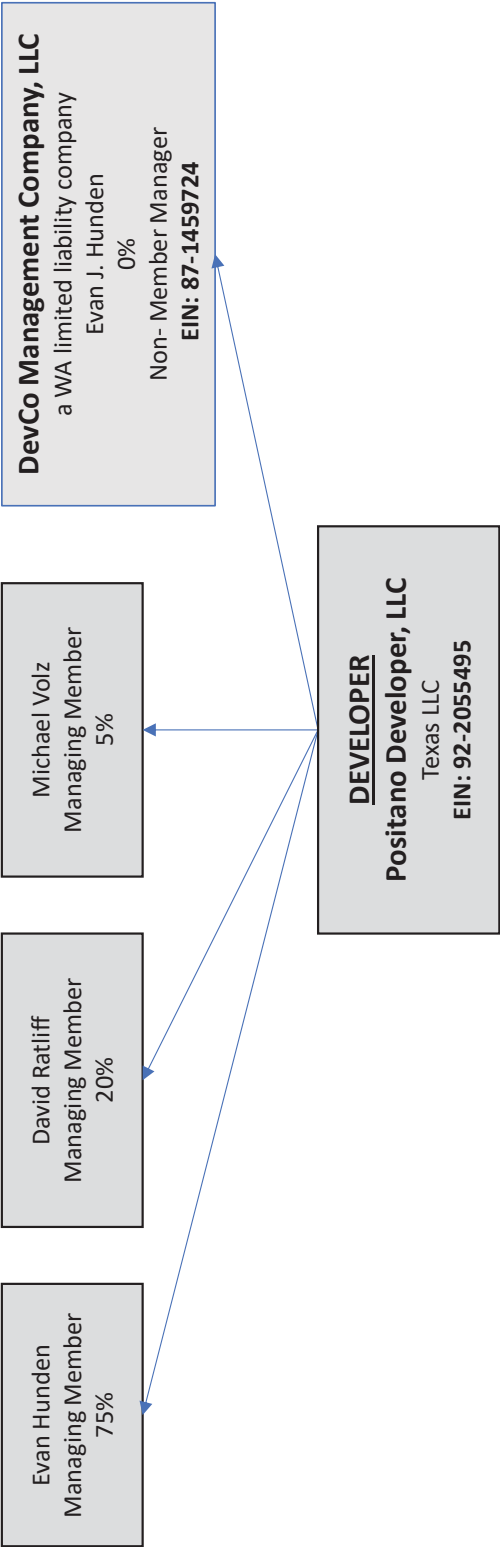 Evan Hunden
Managing Member
75%
David Ratliff
Managing Member
20%
Michael Volz
Managing Member
5%
DevCo Management Company, LLC
a WA limited liability company
Evan J. Hunden
0%
Non- Member Manager
EIN: 87-1459724
DEVELOPER
Positano Developer, LLC
Texas LLC
EIN: 92-2055495